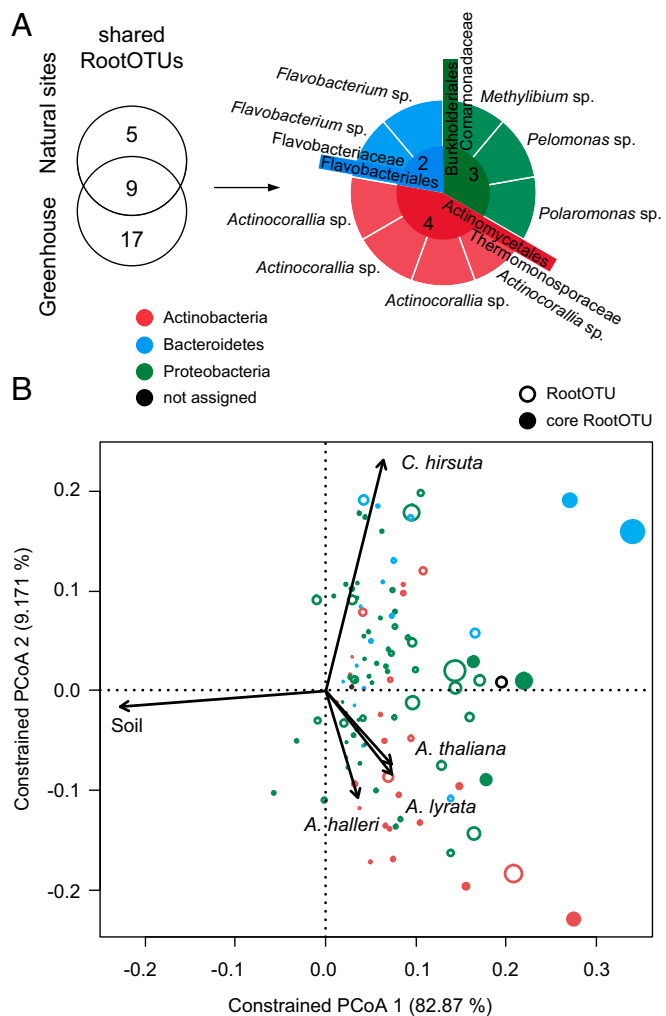 A
shared
RootOTUs
Natural sites
Greenhouse
5
9
17
Flavobacterium sp.
Flavobacterium sp.
Flavobacteriaceae
Flavobacteriales
2
Burkholderiales
Comamonadaceae
Methylibium sp.
Pelomonas sp.
Polaromonas sp.
3
Actinomycetales
Thermomonosporaceae
4
Actinocorallia sp.
Actinocorallia sp.
Actinocorallia sp.
Actinocorallia sp.
Actinobacteria
Bacteroidetes
Proteobacteria
not assigned
RootOTU
core RootOTU
B
C. hirsuta
Soil
A. thaliana
A. lyrata
A. halleri
Constrained PCoA 2 (9.171 %)
0.2
0.1
0.0
-0.1
-0.2
-0.2
-0.1
0.0
0.1
0.2
0.3
Constrained PCoA 1 (82.87 %)